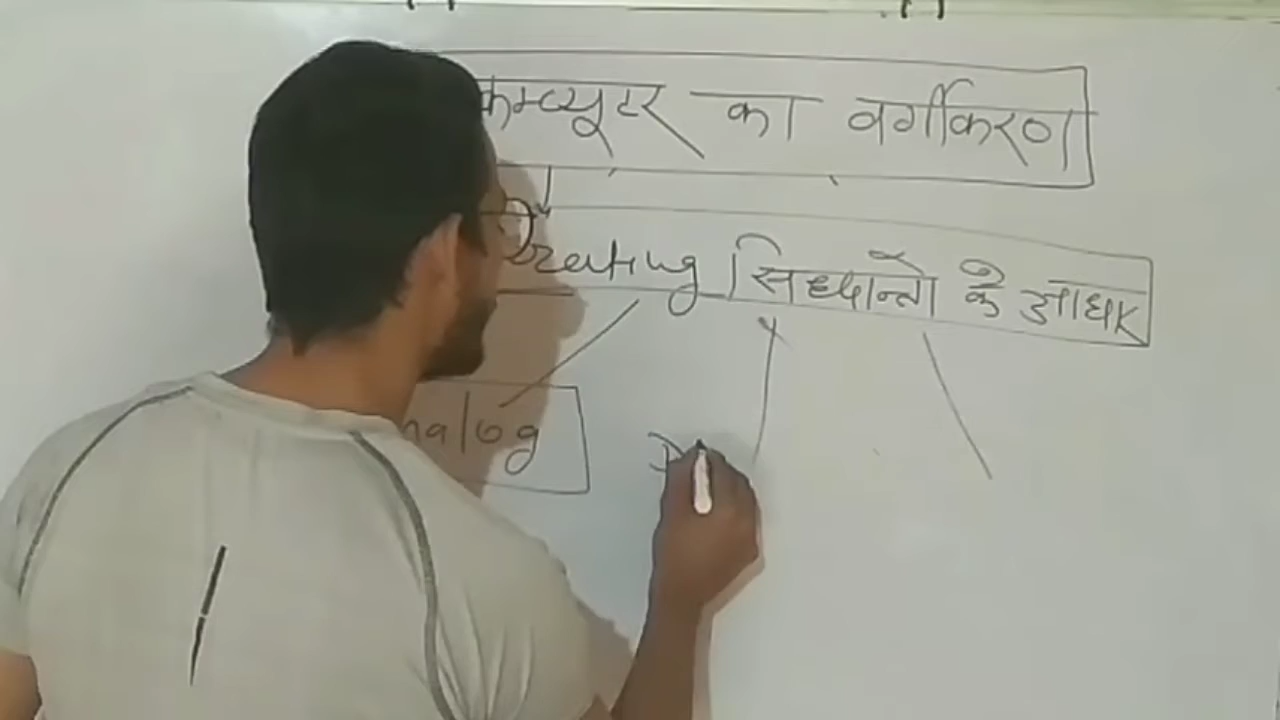 कम्प्यूटर का वर्गीकरण
rating सिध्दान्तो के आधार
nalog
D